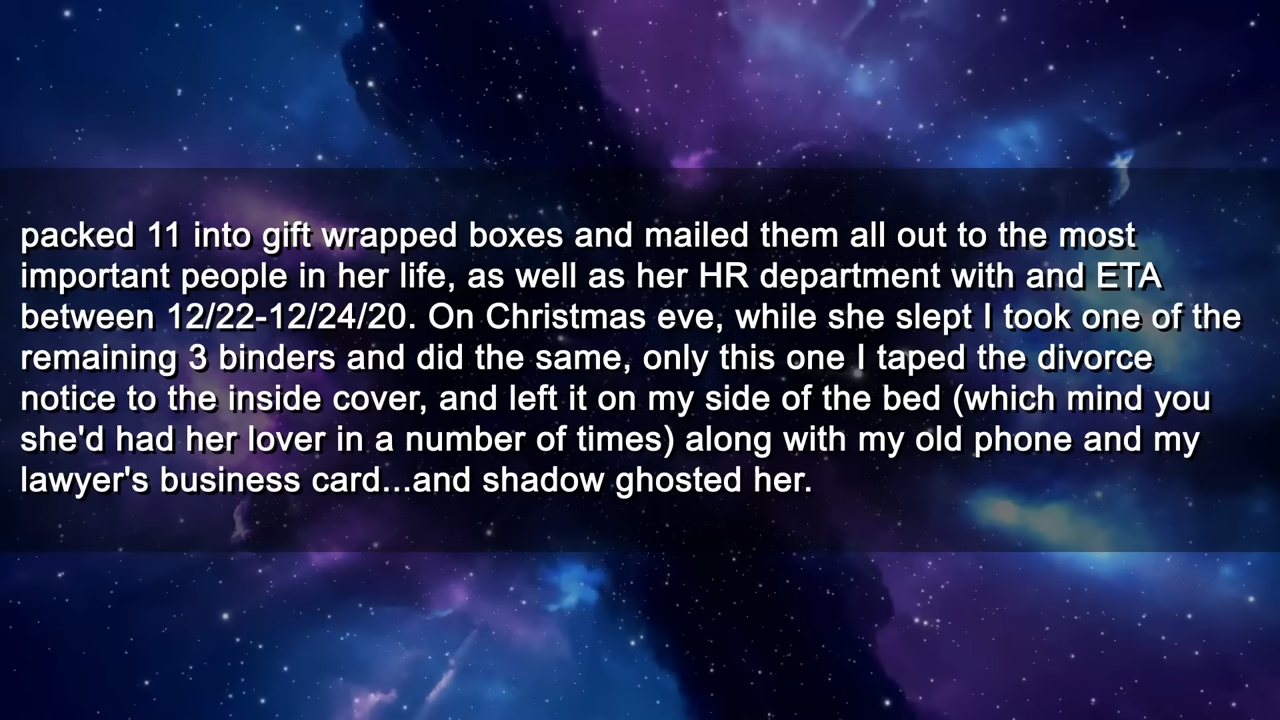 packed 11 into gift wrapped boxes and mailed them all out to the most
important people in her life, as well as her HR department with and ETA
between 12/22-12/24/20. On Christmas eve, while she slept I took one of the
remaining 3 binders and did the same, only this one I taped the divorce
notice to the inside cover, and left it on my side of the bed (which mind you
she'd had her lover in a number of times) along with my old phone and my
lawyer's business card...and shadow ghosted her.